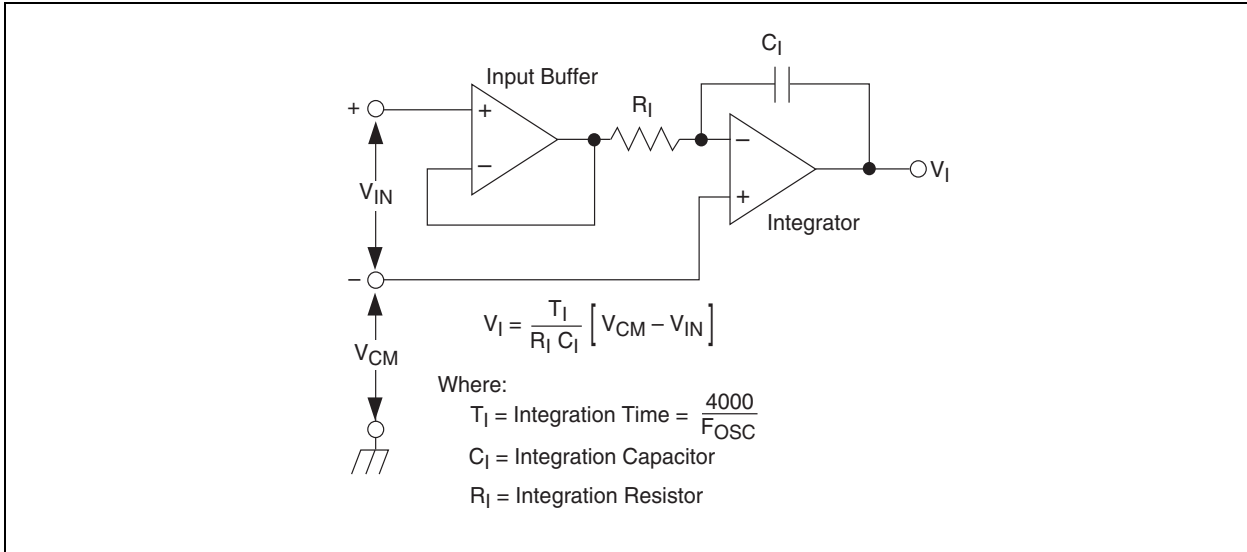 C_I
Input Buffer
R_I
+
+
−
−
+
V_IN
V_I
Integrator
−
V_I = T_I / (R_I C_I) [ V_CM − V_IN ]
V_CM
Where:
T_I = Integration Time = 4000 / F_OSC
C_I = Integration Capacitor
R_I = Integration Resistor